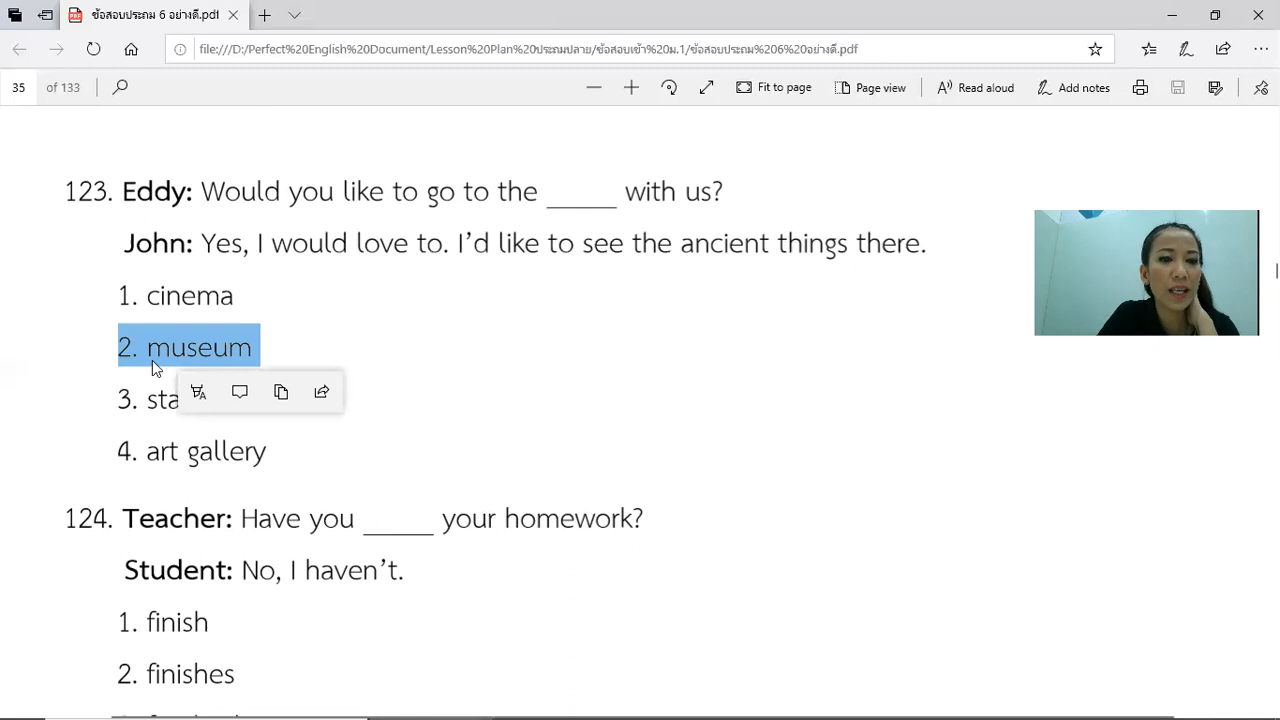 ข้อสอบประถม 6 อย่างดี.pdf
file:///D:/Perfect%20English%20Document/Lesson%20Plan%20ประถมปลาย/ข้อสอบเข้า%20ม.1/ข้อสอบประถม%206%20อย่างดี.pdf
35 of 133 Fit to page Page view Read aloud Add notes
123. Eddy: Would you like to go to the _____ with us?
John: Yes, I would love to. I'd like to see the ancient things there.
1. cinema
2. museum
3. sta
4. art gallery
124. Teacher: Have you _____ your homework?
Student: No, I haven't.
1. finish
2. finishes